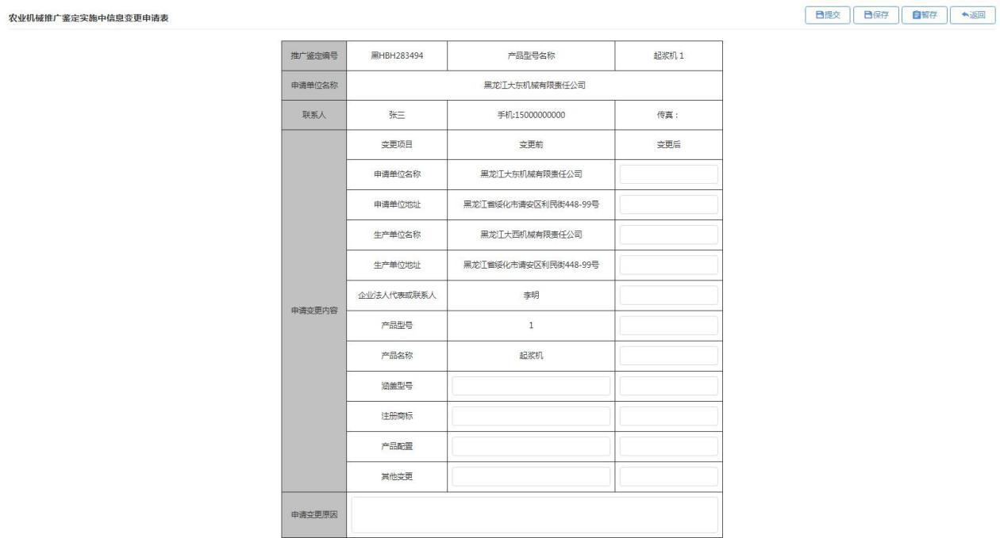 农业机械推广鉴定实施中信息变更申请表
提交 保存 暂存 返回
推广鉴定编号 黑HBH283494 产品型号名称 起浆机 1
申请单位名称 黑龙江大东机械有限责任公司
联系人 张三 手机:15000000000 传真：
变更项目 变更前 变更后
申请单位名称 黑龙江大东机械有限责任公司
申请单位地址 黑龙江省绥化市请安区利民街448-99号
生产单位名称 黑龙江大西机械有限责任公司
生产单位地址 黑龙江省绥化市请安区利民街448-99号
企业法人代表或联系人 李明
申请变更内容
产品型号 1
产品名称 起浆机
涵盖型号
注册商标
产品配置
其他变更
申请变更原因